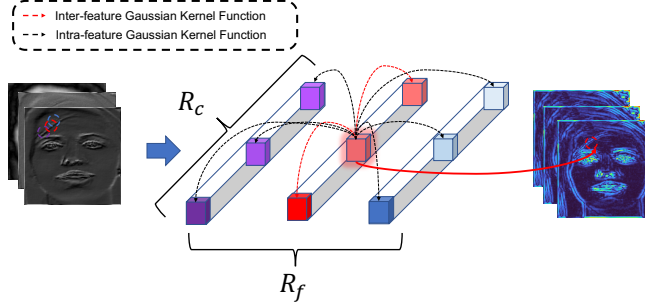 Inter-feature Gaussian Kernel Function
Intra-feature Gaussian Kernel Function
R_c
R_f